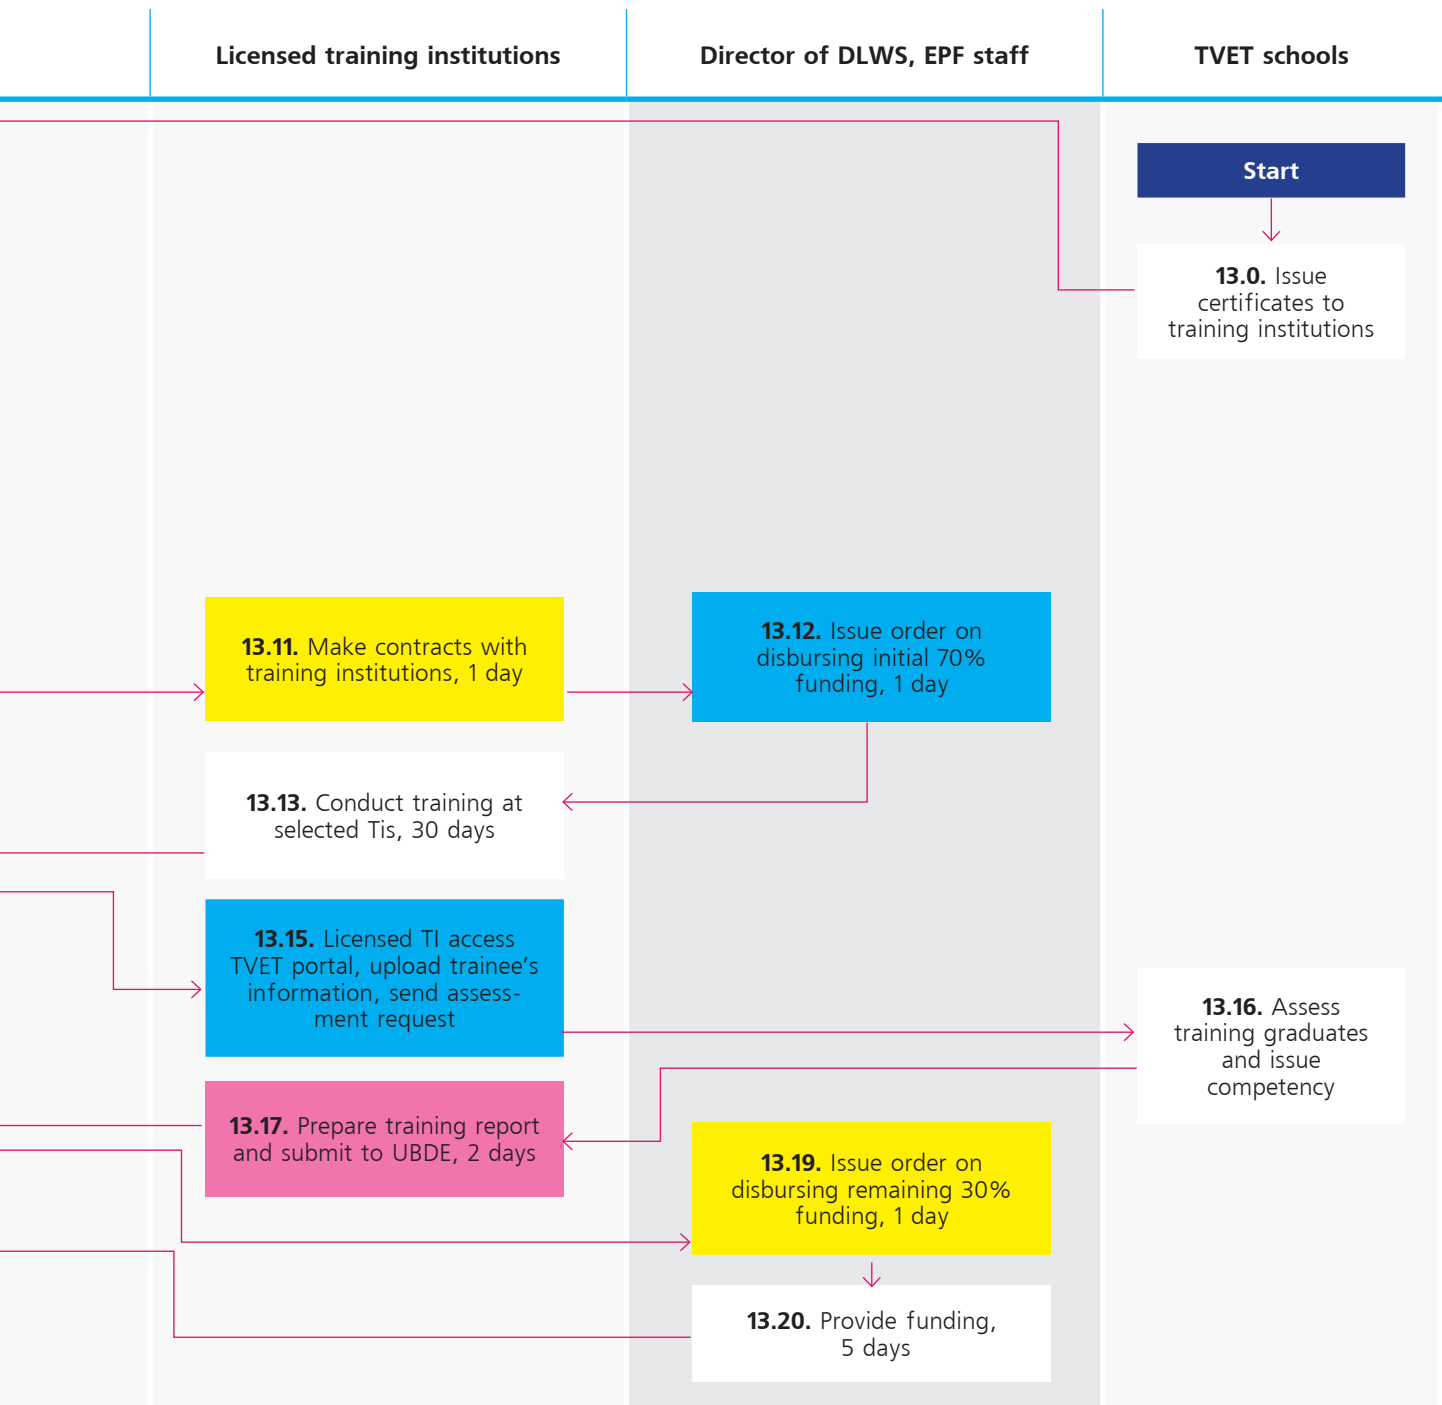 Licensed training institutions
Director of DLWS, EPF staff
TVET schools
Start
13.0. Issue
certificates to
training institutions
13.11. Make contracts with
training institutions, 1 day
13.12. Issue order on
disbursing initial 70%
funding, 1 day
13.13. Conduct training at
selected Tis, 30 days
13.15. Licensed TI access
TVET portal, upload trainee’s
information, send assess-
ment request
13.16. Assess
training graduates
and issue
competency
13.17. Prepare training report
and submit to UBDE, 2 days
13.19. Issue order on
disbursing remaining 30%
funding, 1 day
13.20. Provide funding,
5 days